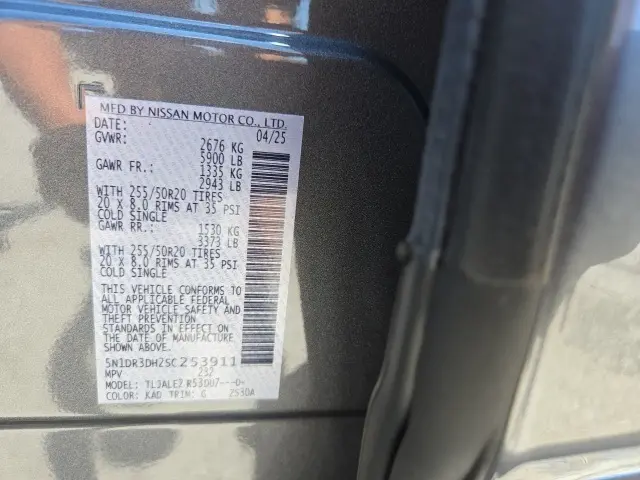 MFD BY NISSAN MOTOR CO., LTD.
DATE: 04/25
GVWR: 2676 KG
5900 LB
GAWR FR.: 1335 KG
2943 LB
WITH 255/50R20 TIRES
20 X 8.0 RIMS AT 35 PSI
COLD SINGLE
GAWR RR.: 1530 KG
3373 LB
WITH 255/50R20 TIRES
20 X 8.0 RIMS AT 35 PSI
COLD SINGLE
THIS VEHICLE CONFORMS TO
ALL APPLICABLE FEDERAL
MOTOR VEHICLE SAFETY AND
THEFT PREVENTION
STANDARDS IN EFFECT ON THE
DATE OF MANUFACTURE
SHOWN ABOVE.
5N1DR3DH2SC253911
MPV 232
MODEL:
COLOR: KAD TRIM: G 253DA